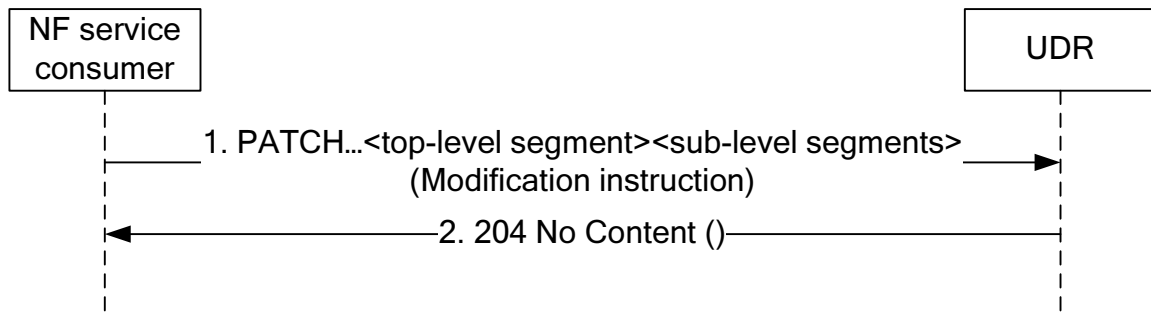 NF service
consumer
UDR
1. PATCH…<top-level segment><sub-level segments>
(Modification instruction)
2. 204 No Content ()